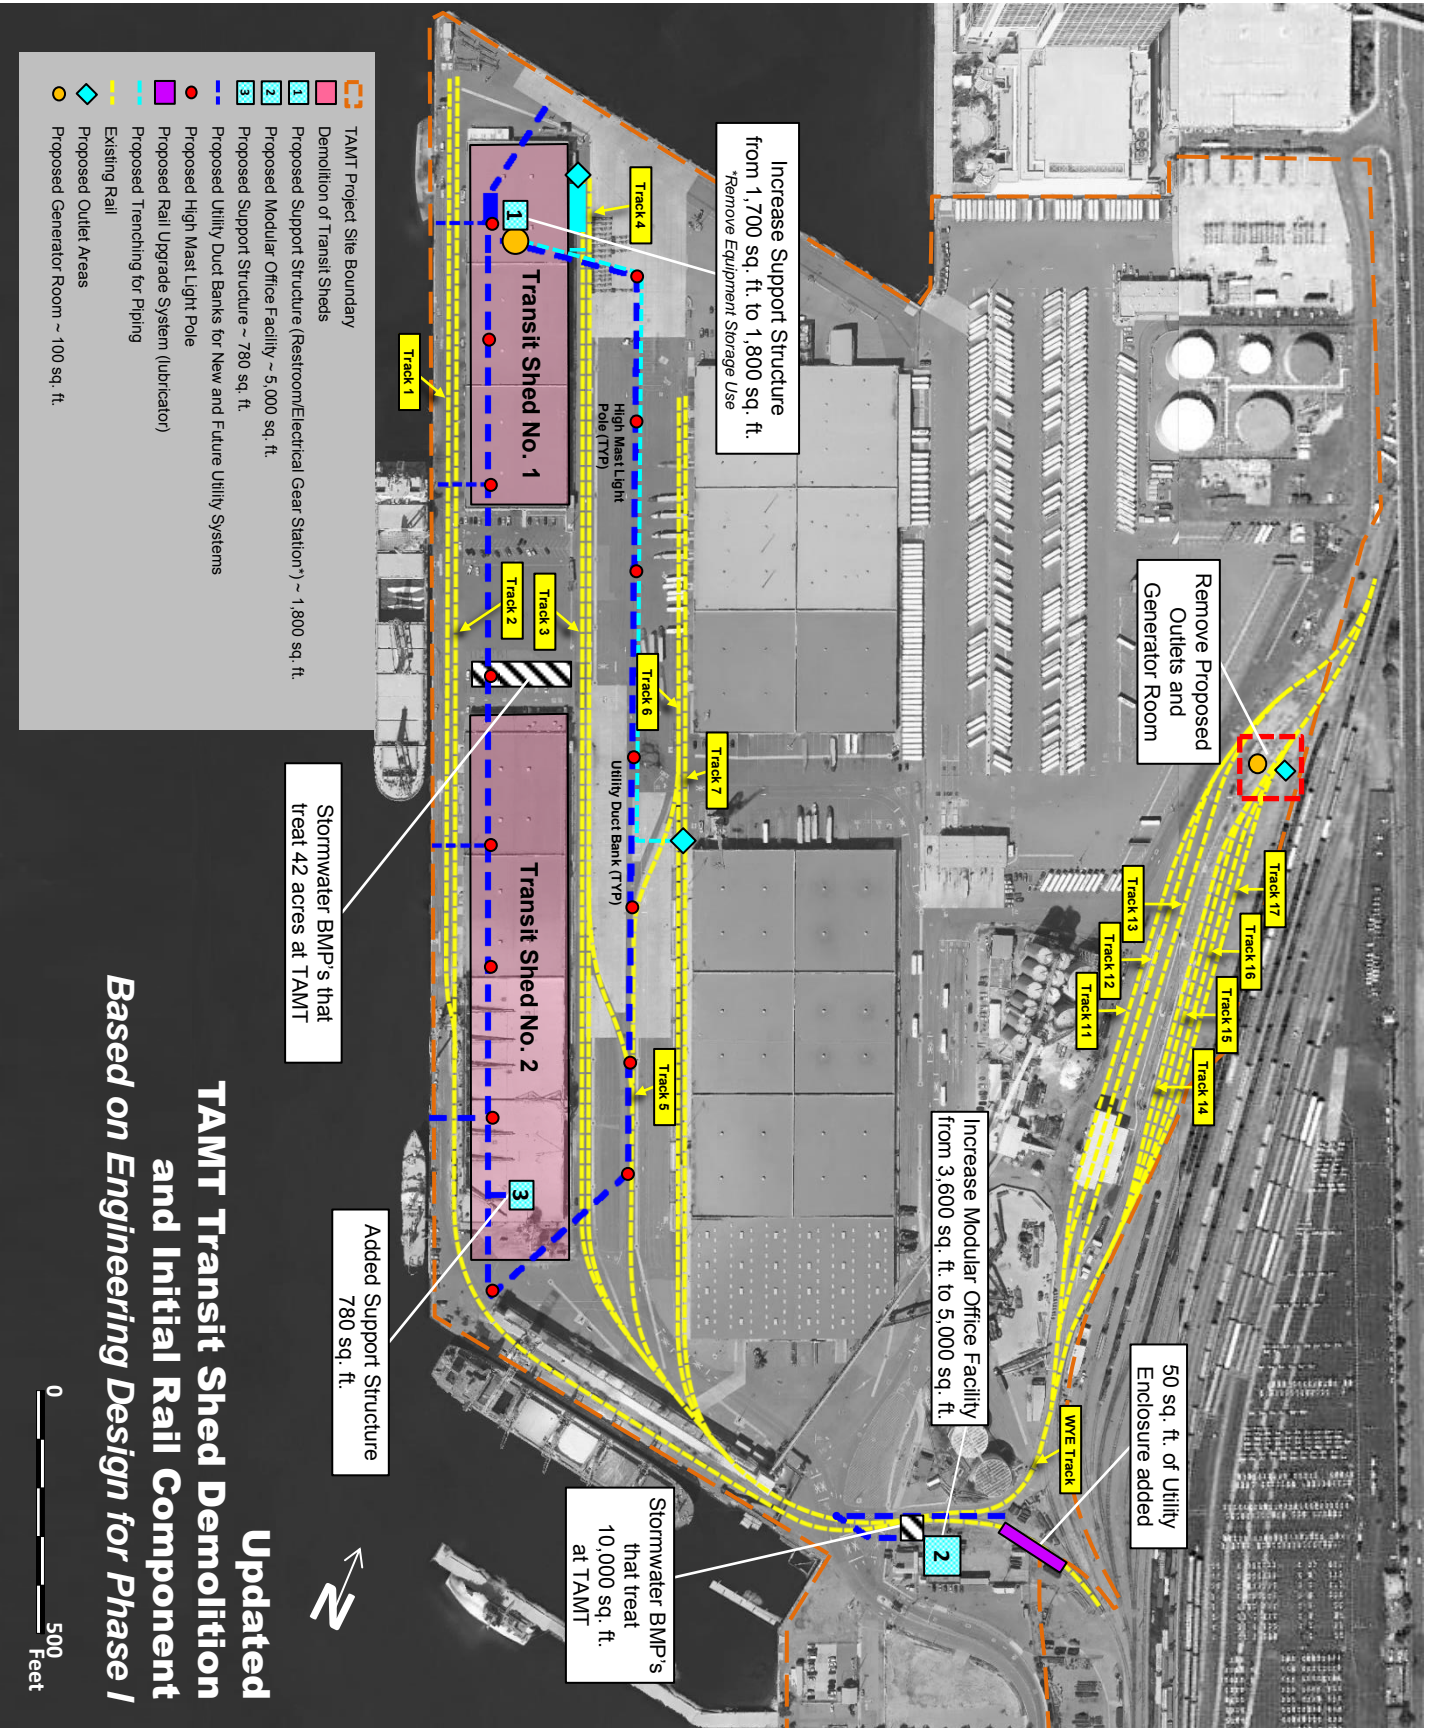 Updated
TAMT Transit Shed Demolition
and Initial Rail Component
Based on Engineering Design for Phase I
0
500
Feet
N
TAMT Project Site Boundary
Demolition of Transit Sheds
1
Proposed Support Structure (Restroom/Electrical Gear Station*) ~ 1,800 sq. ft.
2
Proposed Modular Office Facility ~ 5,000 sq. ft.
3
Proposed Support Structure ~ 780 sq. ft.
Proposed Utility Duct Banks for New and Future Utility Systems
Proposed High Mast Light Pole
Proposed Rail Upgrade System (lubricator)
Proposed Trenching for Piping
Existing Rail
Proposed Outlet Areas
Proposed Generator Room ~ 100 sq. ft.
Increase Support Structure
from 1,700 sq. ft. to 1,800 sq. ft.
*Remove Equipment Storage Use
Remove Proposed
Outlets and
Generator Room
50 sq. ft. of Utility
Enclosure added
Increase Modular Office Facility
from 3,600 sq. ft. to 5,000 sq. ft.
Stormwater BMP's
that treat
10,000 sq. ft.
at TAMT
Added Support Structure
780 sq. ft.
Stormwater BMP's that
treat 42 acres at TAMT
Transit Shed No. 1
Transit Shed No. 2
High Mast Light
Pole (TYP)
Utility Duct Bank (TYP)
1
2
3
Track 1
Track 2
Track 3
Track 4
Track 5
Track 6
Track 7
Track 11
Track 12
Track 13
Track 14
Track 15
Track 16
Track 17
WYE Track